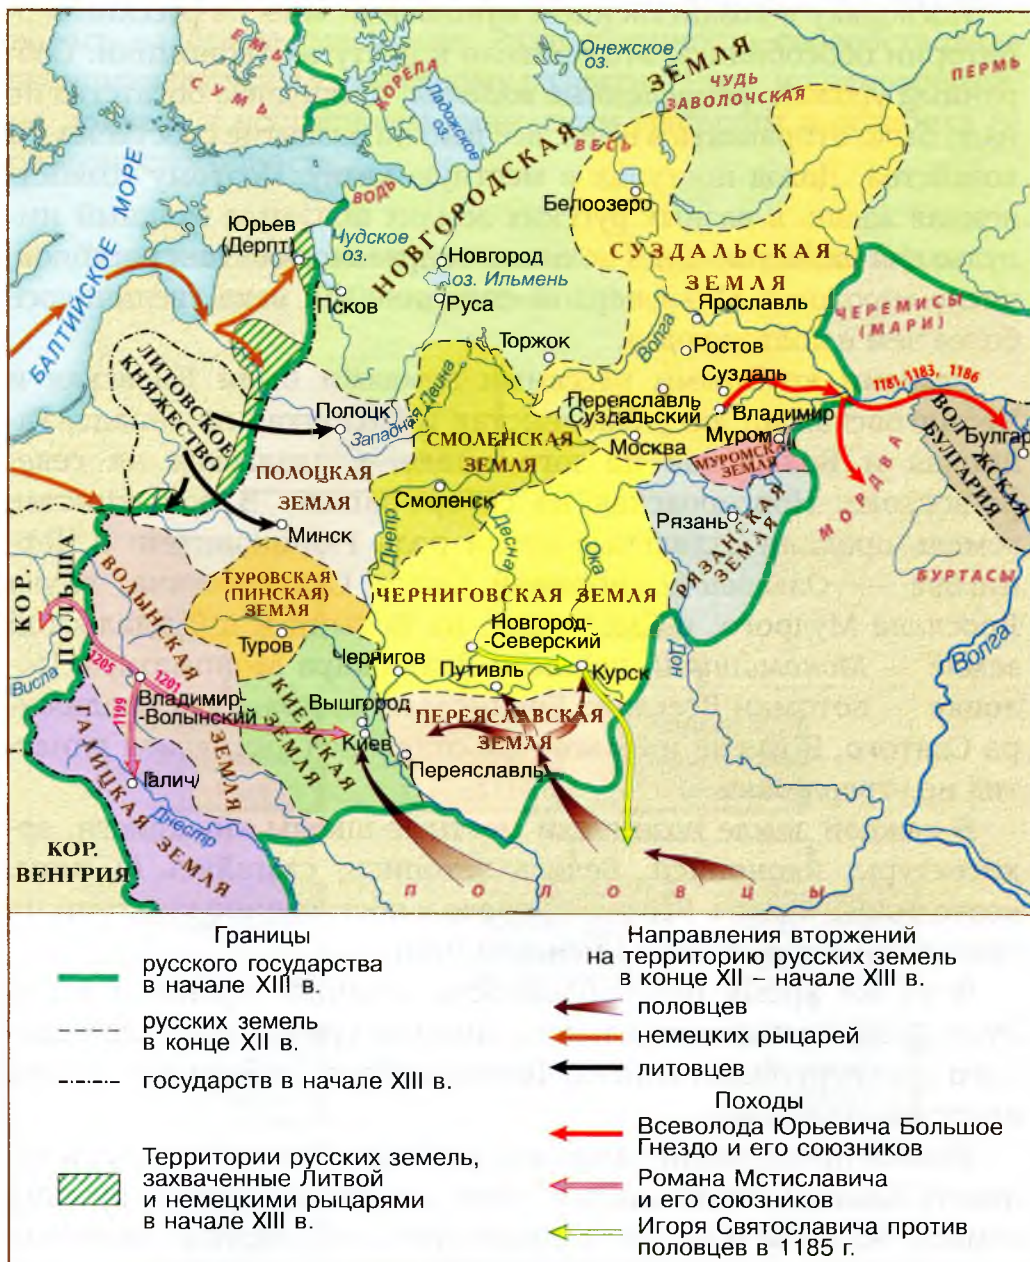 ЕМЬ
СУМЬ
КОРЕЛА
Ладожское
оз.
Онежское
оз.
ЗЕМЛЯ
ЧУДЬ
ЗАВОЛОЧСКАЯ
ПЕРМЬ
ВЕСЬ
ВОДЬ
НОВГОРОДСКАЯ
Белоозеро
БАЛТИЙСКОЕ МОРЕ
Юрьев
(Дерпт)
Чудское
оз.
Новгород
оз. Ильмень
Псков
Руса
СУЗДАЛЬСКАЯ
ЗЕМЛЯ
Ярославль
ЧЕРЕМИСЫ
(МАРИ)
Волга
Торжок
Ростов
Суздаль
1181, 1183, 1186
ЛИТОВСКОЕ
КНЯЖЕСТВО
Полоцк
Западная Двина
Переяславль
Суздальский
Владимир
СМОЛЕНСКАЯ
ЗЕМЛЯ
Москва
Муром
МУРОМСКАЯ
ЗЕМЛЯ
ВОЛЖСКАЯ
БУЛГАРИЯ
Булгар
ПОЛОЦКАЯ
ЗЕМЛЯ
МОРДВА
Смоленск
Рязань
РЯЗАНСКАЯ
ЗЕМЛЯ
Минск
Днепр
Десна
Ока
БУРТАСЫ
КОР.
ПОЛЬША
ВОЛЫНСКАЯ
ЗЕМЛЯ
ТУРОВСКАЯ
(ПИНСКАЯ)
ЗЕМЛЯ
ЧЕРНИГОВСКАЯ ЗЕМЛЯ
Туров
Новгород-
-Северский
Чернигов
Путивль
Курск
Дон
Волга
1205
Висла
1201
1199
Владимир-
-Волынский
КИЕВСКАЯ
ЗЕМЛЯ
Вышгород
Киев
ПЕРЕЯСЛАВСКАЯ
ЗЕМЛЯ
Переяславль
Галич
ГАЛИЦКАЯ ЗЕМЛЯ
Днестр
КОР.
ВЕНГРИЯ
ПОЛОВЦЫ
Границы
русского государства
в начале XIII в.
русских земель
в конце XII в.
государств в начале XIII в.
Территории русских земель,
захваченные Литвой
и немецкими рыцарями
в начале XIII в.
Направления вторжений
на территорию русских земель
в конце XII – начале XIII в.
половцев
немецких рыцарей
литовцев
Походы
Всеволода Юрьевича Большое
Гнездо и его союзников
Романа Мстиславича
и его союзников
Игоря Святославича против
половцев в 1185 г.